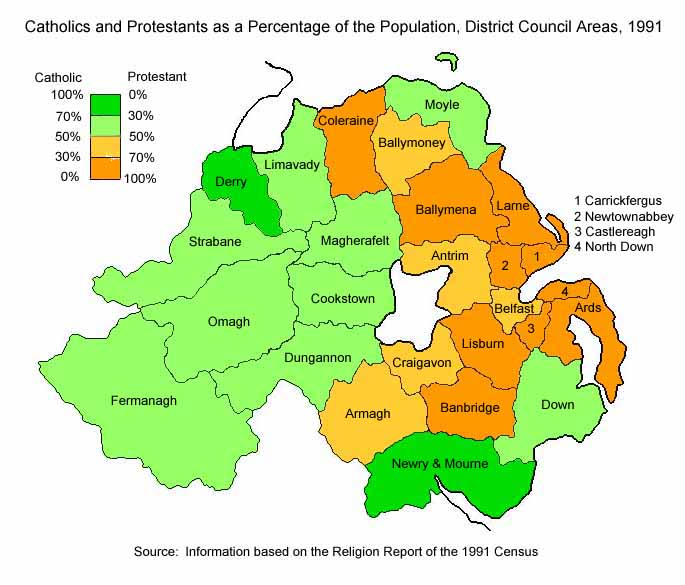 Catholics and Protestants as a Percentage of the Population, District Council Areas, 1991
Catholic Protestant
100% 0%
70% 30%
50% 50%
30% 70%
0% 100%
Moyle
Coleraine
Ballymoney
Limavady
Derry
Larne
Ballymena
1 Carrickfergus
2 Newtownabbey
3 Castlereagh
4 North Down
Strabane
Magherafelt
Antrim
2
1
Cookstown
4
Belfast
Ards
Omagh
3
Lisburn
Dungannon
Craigavon
Fermanagh
Armagh
Banbridge
Down
Newry & Mourne
Source: Information based on the Religion Report of the 1991 Census